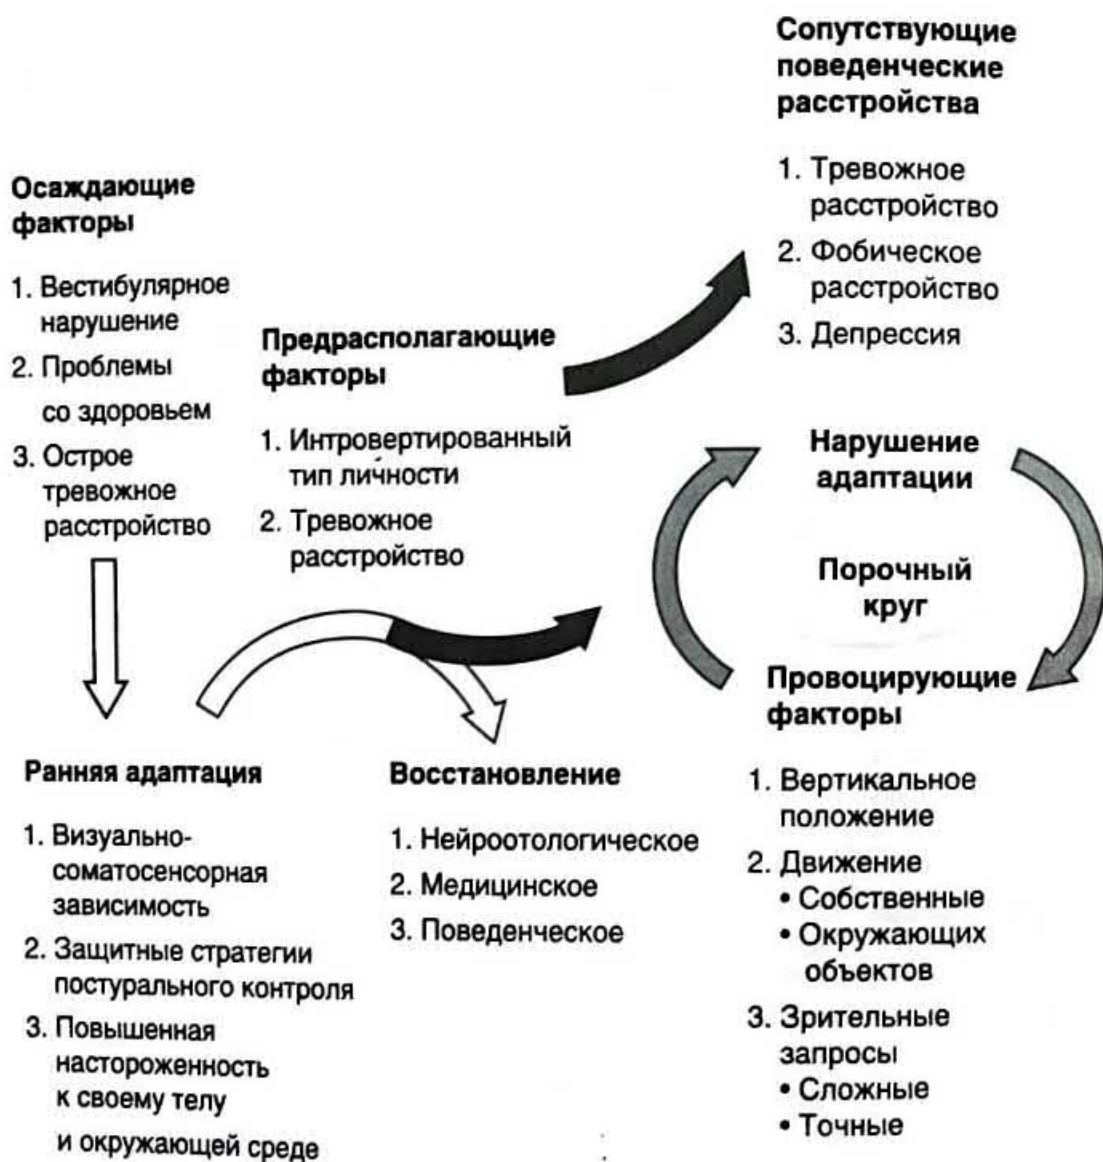 Осаждающие
факторы
1. Вестибулярное
нарушение
2. Проблемы
со здоровьем
3. Острое
тревожное
расстройство
Предрасполагающие
факторы
1. Интровертированный
тип личности
2. Тревожное
расстройство
Сопутствующие
поведенческие
расстройства
1. Тревожное
расстройство
2. Фобическое
расстройство
3. Депрессия
Нарушение
адаптации
Порочный
круг
Провоцирующие
факторы
1. Вертикальное
положение
2. Движение
• Собственные
• Окружающих
объектов
3. Зрительные
запросы
• Сложные
• Точные
Ранняя адаптация
1. Визуально-
соматосенсорная
зависимость
2. Защитные стратегии
постурального контроля
3. Повышенная
настороженность
к своему телу
и окружающей среде
Восстановление
1. Нейроотологическое
2. Медицинское
3. Поведенческое